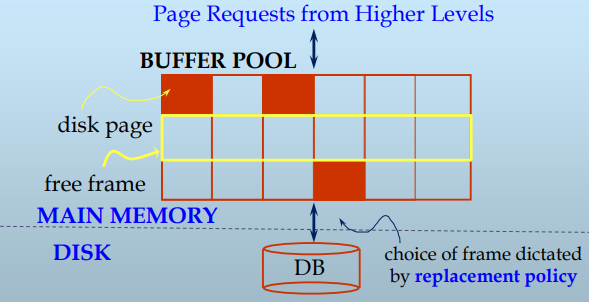 Page Requests from Higher Levels
BUFFER POOL
disk page
free frame
MAIN MEMORY
DISK
DB
choice of frame dictated
by replacement policy